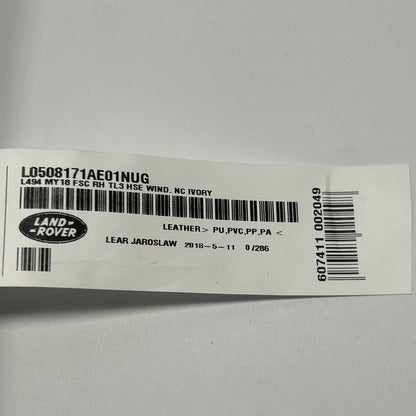 L0508171AE01NUG
L494 MY18 FSC RH TL3 HSE WIND. NC IVORY
LAND-
-ROVER
LEATHER> PU,PVC,PP,PA <
LEAR JAROSLAW 2018-5-11 0/286
607411 002049